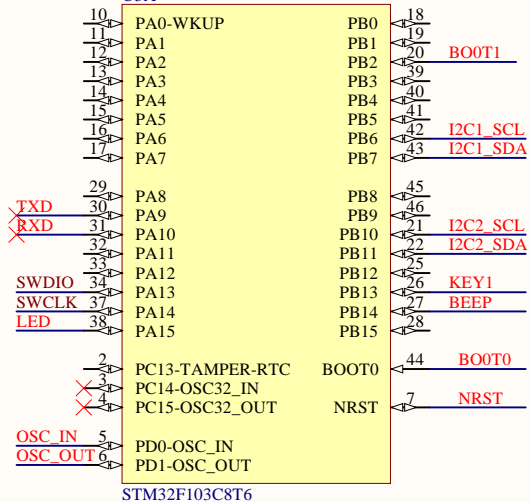 10 PA0-WKUP PB0 18
11 PA1 PB1 19
12 PA2 PB2 20 BO0T1
13 PA3 PB3 39
14 PA4 PB4 40
15 PA5 PB5 41
16 PA6 PB6 42 I2C1_SCL
17 PA7 PB7 43 I2C1_SDA
29 PA8 PB8 45
TXD 30 PA9 PB9 46
RXD 31 PA10 PB10 21 I2C2_SCL
32 PA11 PB11 22 I2C2_SDA
33 PA12 PB12 25
SWDIO 34 PA13 PB13 26 KEY1
SWCLK 37 PA14 PB14 27 BEEP
LED 38 PA15 PB15 28
2 PC13-TAMPER-RTC BOOT0 44 BO0T0
3 PC14-OSC32_IN
4 PC15-OSC32_OUT NRST 7 NRST
OSC_IN 5 PD0-OSC_IN
OSC_OUT 6 PD1-OSC_OUT
STM32F103C8T6